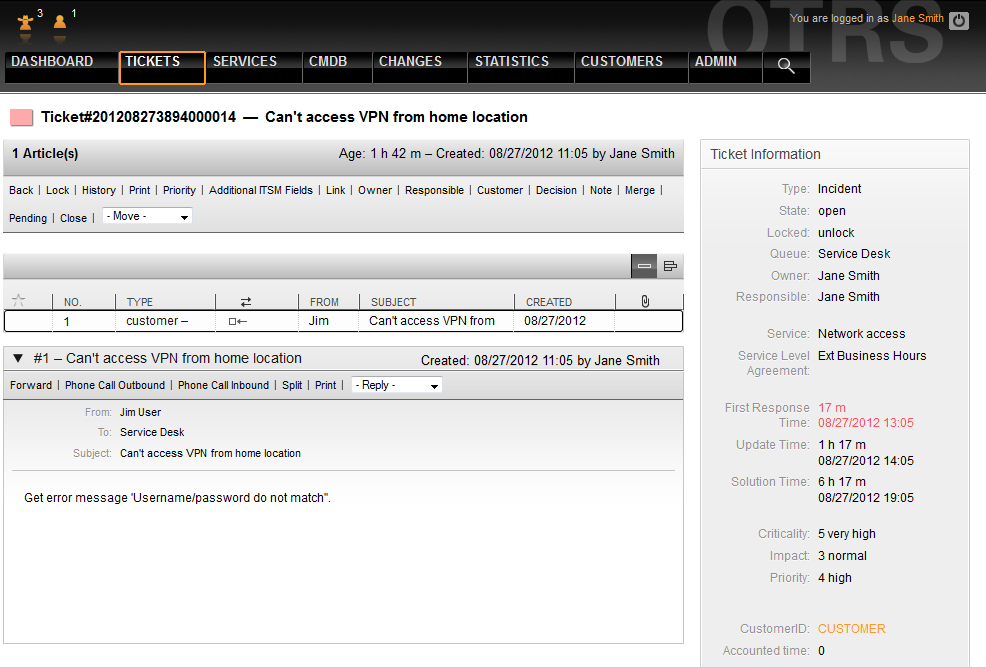 3 1
OTRS
You are logged in as Jane Smith
DASHBOARD TICKETS SERVICES CMDB CHANGES STATISTICS CUSTOMERS ADMIN
Ticket#201208273894000014 — Can't access VPN from home location
1 Article(s) Age: 1 h 42 m – Created: 08/27/2012 11:05 by Jane Smith
Back | Lock | History | Print | Priority | Additional ITSM Fields | Link | Owner | Responsible | Customer | Decision | Note | Merge |
Pending | Close | - Move -
NO. TYPE FROM SUBJECT CREATED
1 customer – Jim Can't access VPN from 08/27/2012
#1 – Can't access VPN from home location Created: 08/27/2012 11:05 by Jane Smith
Forward | Phone Call Outbound | Phone Call Inbound | Split | Print | - Reply -
From: Jim User
To: Service Desk
Subject: Can't access VPN from home location
Get error message 'Username/password do not match".
Ticket Information
Type: Incident
State: open
Locked: unlock
Queue: Service Desk
Owner: Jane Smith
Responsible: Jane Smith
Service: Network access
Service Level Ext Business Hours
Agreement:
First Response 17 m
Time: 08/27/2012 13:05
Update Time: 1 h 17 m
08/27/2012 14:05
Solution Time: 6 h 17 m
08/27/2012 19:05
Criticality: 5 very high
Impact: 3 normal
Priority: 4 high
CustomerID: CUSTOMER
Accounted time: 0